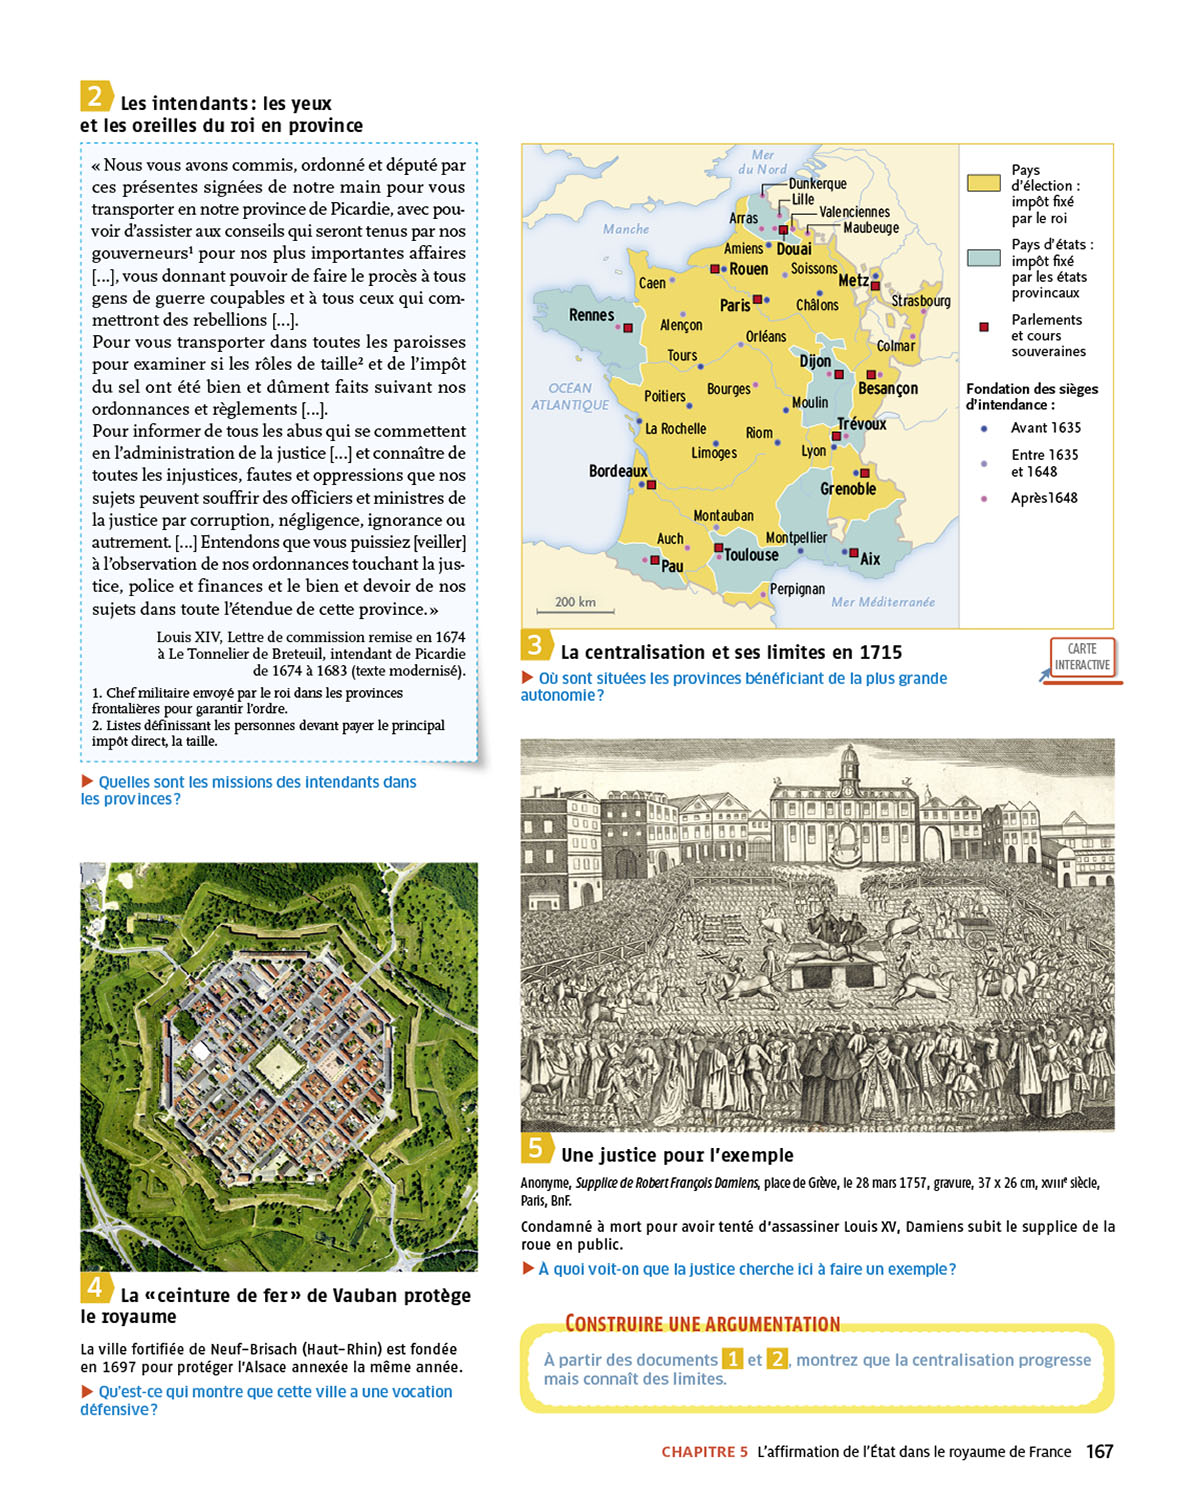 2 Les intendants : les yeux
et les oreilles du roi en province
« Nous vous avons commis, ordonné et député par
ces présentes signées de notre main pour vous
transporter en notre province de Picardie, avec pou-
voir d'assister aux conseils qui seront tenus par nos
gouverneurs¹ pour nos plus importantes affaires
[...], vous donnant pouvoir de faire le procès à tous
gens de guerre coupables et à tous ceux qui com-
mettront des rebellions [...].
Pour vous transporter dans toutes les paroisses
pour examiner si les rôles de taille² et de l'impôt
du sel ont été bien et dûment faits suivant nos
ordonnances et règlements [...].
Pour informer de tous les abus qui se commettent
en l'administration de la justice [...] et connaître de
toutes les injustices, fautes et oppressions que nos
sujets peuvent souffrir des officiers et ministres de
la justice par corruption, négligence, ignorance ou
autrement. [...] Entendons que vous puissiez [veiller]
à l'observation de nos ordonnances touchant la jus-
tice, police et finances et le bien et devoir de nos
sujets dans toute l'étendue de cette province. »
Louis XIV, Lettre de commission remise en 1674
à Le Tonnelier de Breteuil, intendant de Picardie
de 1674 à 1683 (texte modernisé).
1. Chef militaire envoyé par le roi dans les provinces
frontalières pour garantir l'ordre.
2. Listes définissant les personnes devant payer le principal
impôt direct, la taille.
▶ Quelles sont les missions des intendants dans
les provinces ?
Mer
du Nord
Dunkerque
Lille
Valenciennes
Maubeuge
Arras
Manche
Amiens
Douai
Rouen
Soissons
Metz
Caen
Paris
Châlons
Strasbourg
Rennes
Alençon
Orléans
Colmar
Tours
Dijon
OCÉAN
ATLANTIQUE
Poitiers
Bourges
Besançon
Moulin
La Rochelle
Riom
Trévoux
Limoges
Lyon
Bordeaux
Grenoble
Montauban
Auch
Montpellier
Toulouse
Aix
Pau
Perpignan
200 km
Mer Méditerranée
Pays
d'élection :
impôt fixé
par le roi
Pays d'états :
impôt fixé
par les états
provincaux
Parlements
et cours
souveraines
Fondation des sièges
d'intendance :
Avant 1635
Entre 1635
et 1648
Après1648
3 La centralisation et ses limites en 1715
CARTE
INTERACTIVE
▶ Où sont situées les provinces bénéficiant de la plus grande
autonomie ?
4 La « ceinture de fer » de Vauban protège
le royaume
La ville fortifiée de Neuf-Brisach (Haut-Rhin) est fondée
en 1697 pour protéger l'Alsace annexée la même année.
▶ Qu'est-ce qui montre que cette ville a une vocation
défensive ?
5 Une justice pour l'exemple
Anonyme, Supplice de Robert François Damiens, place de Grève, le 28 mars 1757, gravure, 37 x 26 cm, XVIIIe siècle,
Paris, BnF.
Condamné à mort pour avoir tenté d'assassiner Louis XV, Damiens subit le supplice de la
roue en public.
▶ À quoi voit-on que la justice cherche ici à faire un exemple ?
CONSTRUIRE UNE ARGUMENTATION
À partir des documents 1 et 2, montrez que la centralisation progresse
mais connaît des limites.
CHAPITRE 5 L'affirmation de l'État dans le royaume de France 167